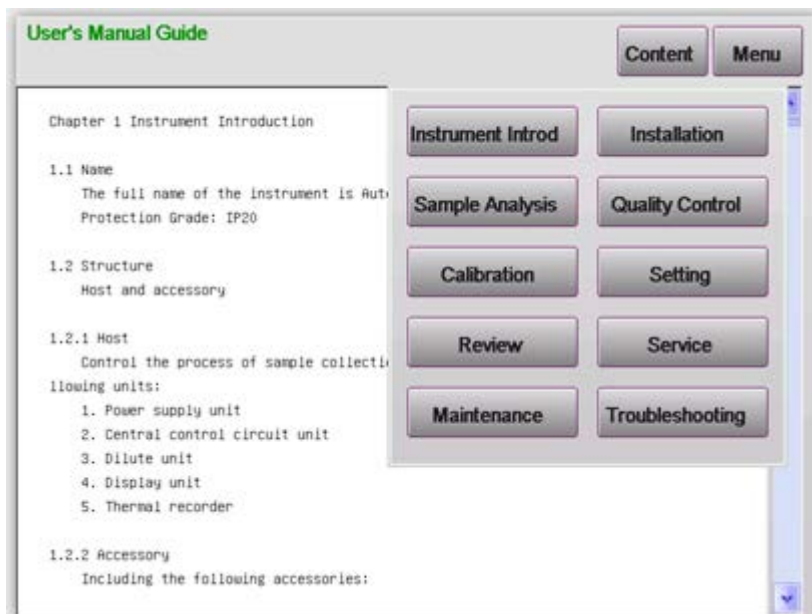 User's Manual Guide
Content Menu
Chapter 1 Instrument Introduction
1.1 Name
The full name of the instrument is
Protection Grade: IP20
1.2 Structure
Host and accessory
1.2.1 Host
Control the process of sample
llowing units:
1. Power supply unit
2. Central control circuit unit
3. Dilute unit
4. Display unit
5. Thermal recorder
1.2.2 Accessory
Including the following accessories:
Instrument Introd Installation
Sample Analysis Quality Control
Calibration Setting
Review Service
Maintenance Troubleshooting